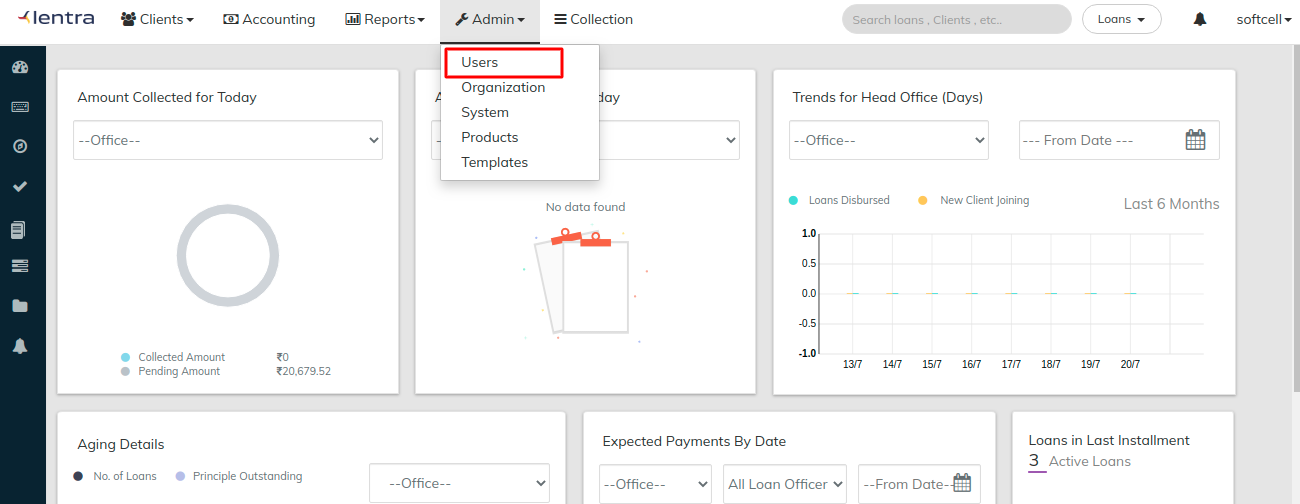 lentra
Clients
Accounting
Reports
Admin
Collection
Search loans , Clients , etc..
Loans
softcell
Users
Organization
System
Products
Templates
Amount Collected for Today
--Office--
Collected Amount ₹0
Pending Amount ₹20,679.52
A
day
No data found
Trends for Head Office (Days)
--Office--
--- From Date ---
Loans Disbursed
New Client Joining
Last 6 Months
1.0
0.5
0.0
-0.5
-1.0
13/7 14/7 15/7 16/7 17/7 18/7 19/7 20/7
Aging Details
No. of Loans
Principle Outstanding
--Office--
Expected Payments By Date
--Office--
All Loan Officer
--From Date--
Loans in Last Installment
3 Active Loans